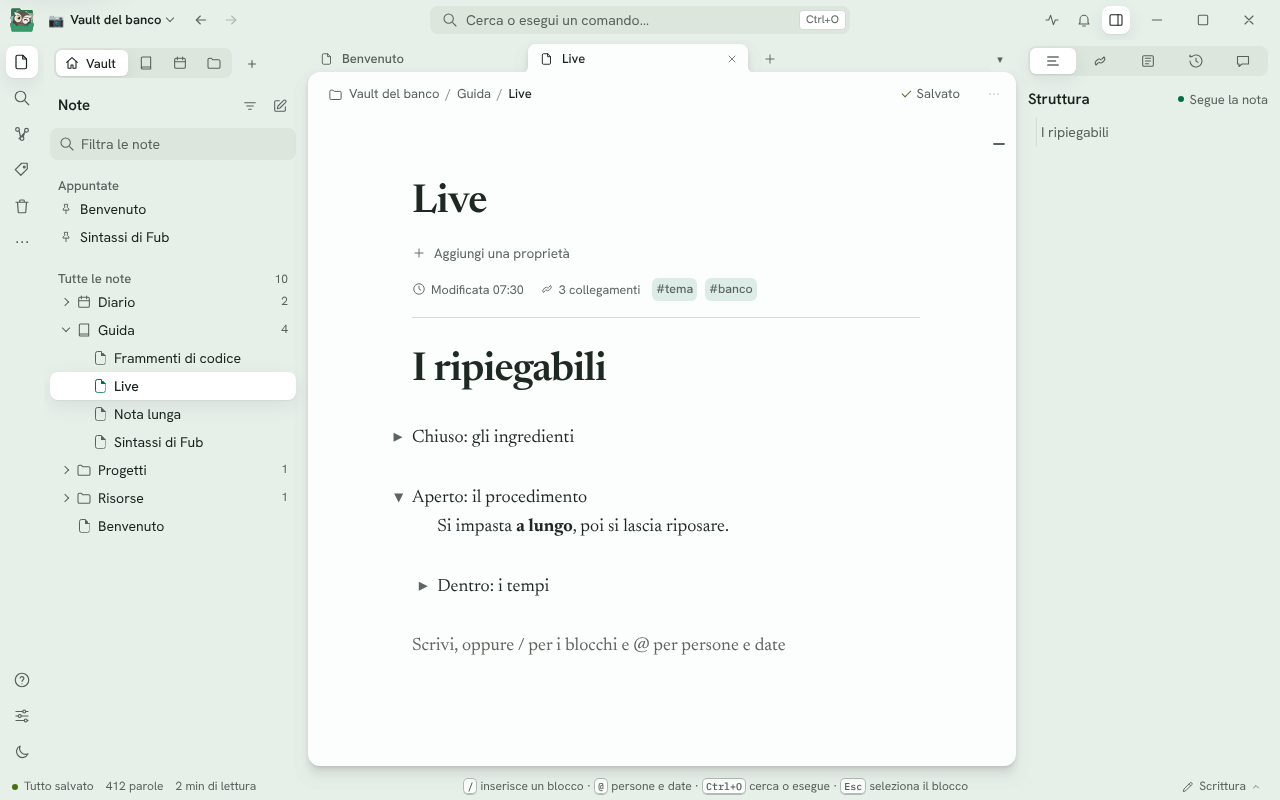 Vault del banco
Cerca o esegui un comando…
Ctrl+O
Vault
Benvenuto
Live
Note
Filtra le note
Appuntate
Benvenuto
Sintassi di Fub
Tutte le note 10
Diario 2
Guida 4
Frammenti di codice
Live
Nota lunga
Sintassi di Fub
Progetti 1
Risorse 1
Benvenuto
Vault del banco / Guida / Live
Salvato
Live
Aggiungi una proprietà
Modificata 07:30 3 collegamenti #tema #banco
I ripiegabili
Chiuso: gli ingredienti
Aperto: il procedimento
Si impasta a lungo, poi si lascia riposare.
Dentro: i tempi
Scrivi, oppure / per i blocchi e @ per persone e date
Struttura
Segue la nota
I ripiegabili
Tutto salvato 412 parole 2 min di lettura
/ inserisce un blocco · @ persone e date · Ctrl+O cerca o esegue · Esc seleziona il blocco
Scrittura